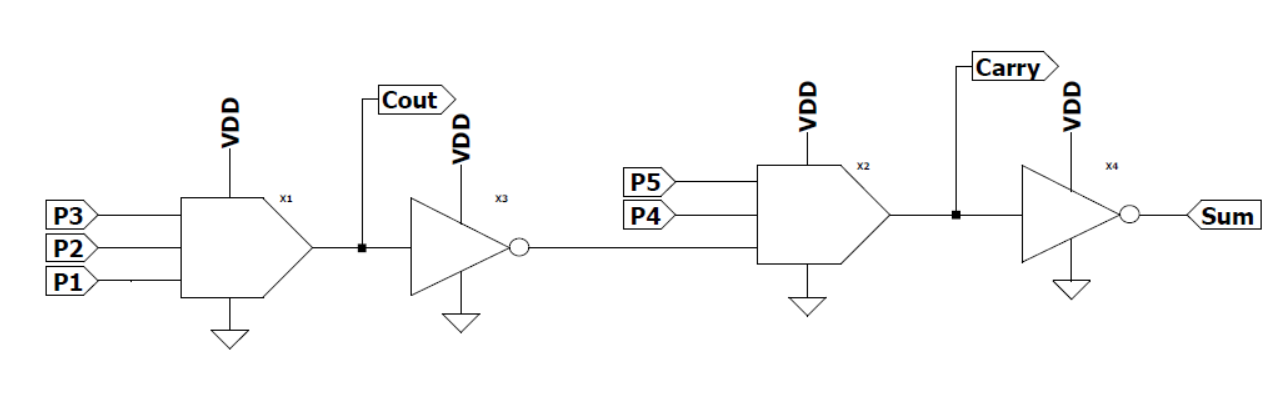 Carry
Cout
VDD
VDD
VDD
VDD
X1
X3
X2
X4
P3
P2
P1
P5
P4
Sum